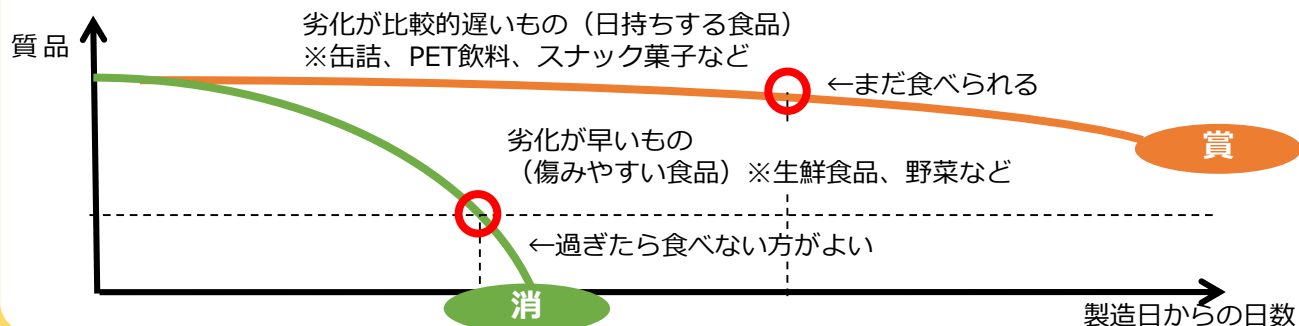 劣化が比較的遅いもの（日持ちする食品）
※缶詰、PET飲料、スナック菓子など
質品
←まだ食べられる
賞
劣化が早いもの
（傷みやすい食品）※生鮮食品、野菜など
←過ぎたら食べない方がよい
消
製造日からの日数